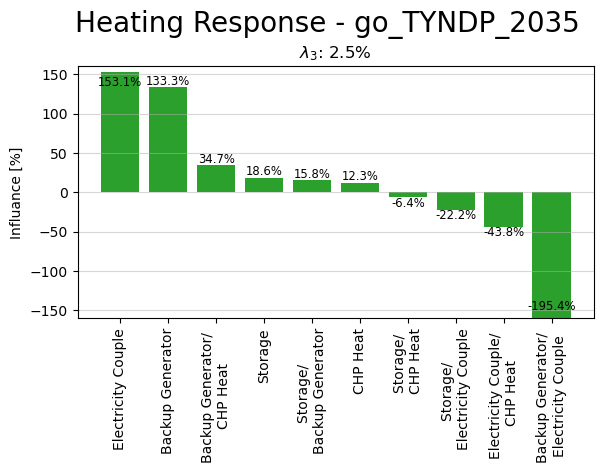 Heating Response - go_TYNDP_2035
λ₃: 2.5%
Influance [%]
150
100
50
0
−50
−100
−150
153.1%
133.3%
34.7%
18.6%
15.8%
12.3%
-6.4%
-22.2%
-43.8%
-195.4%
Electricity Couple
Backup Generator
Backup Generator/
CHP Heat
Storage
Storage/
Backup Generator
CHP Heat
Storage/
CHP Heat
Storage/
Electricity Couple
Electricity Couple/
CHP Heat
Backup Generator/
Electricity Couple